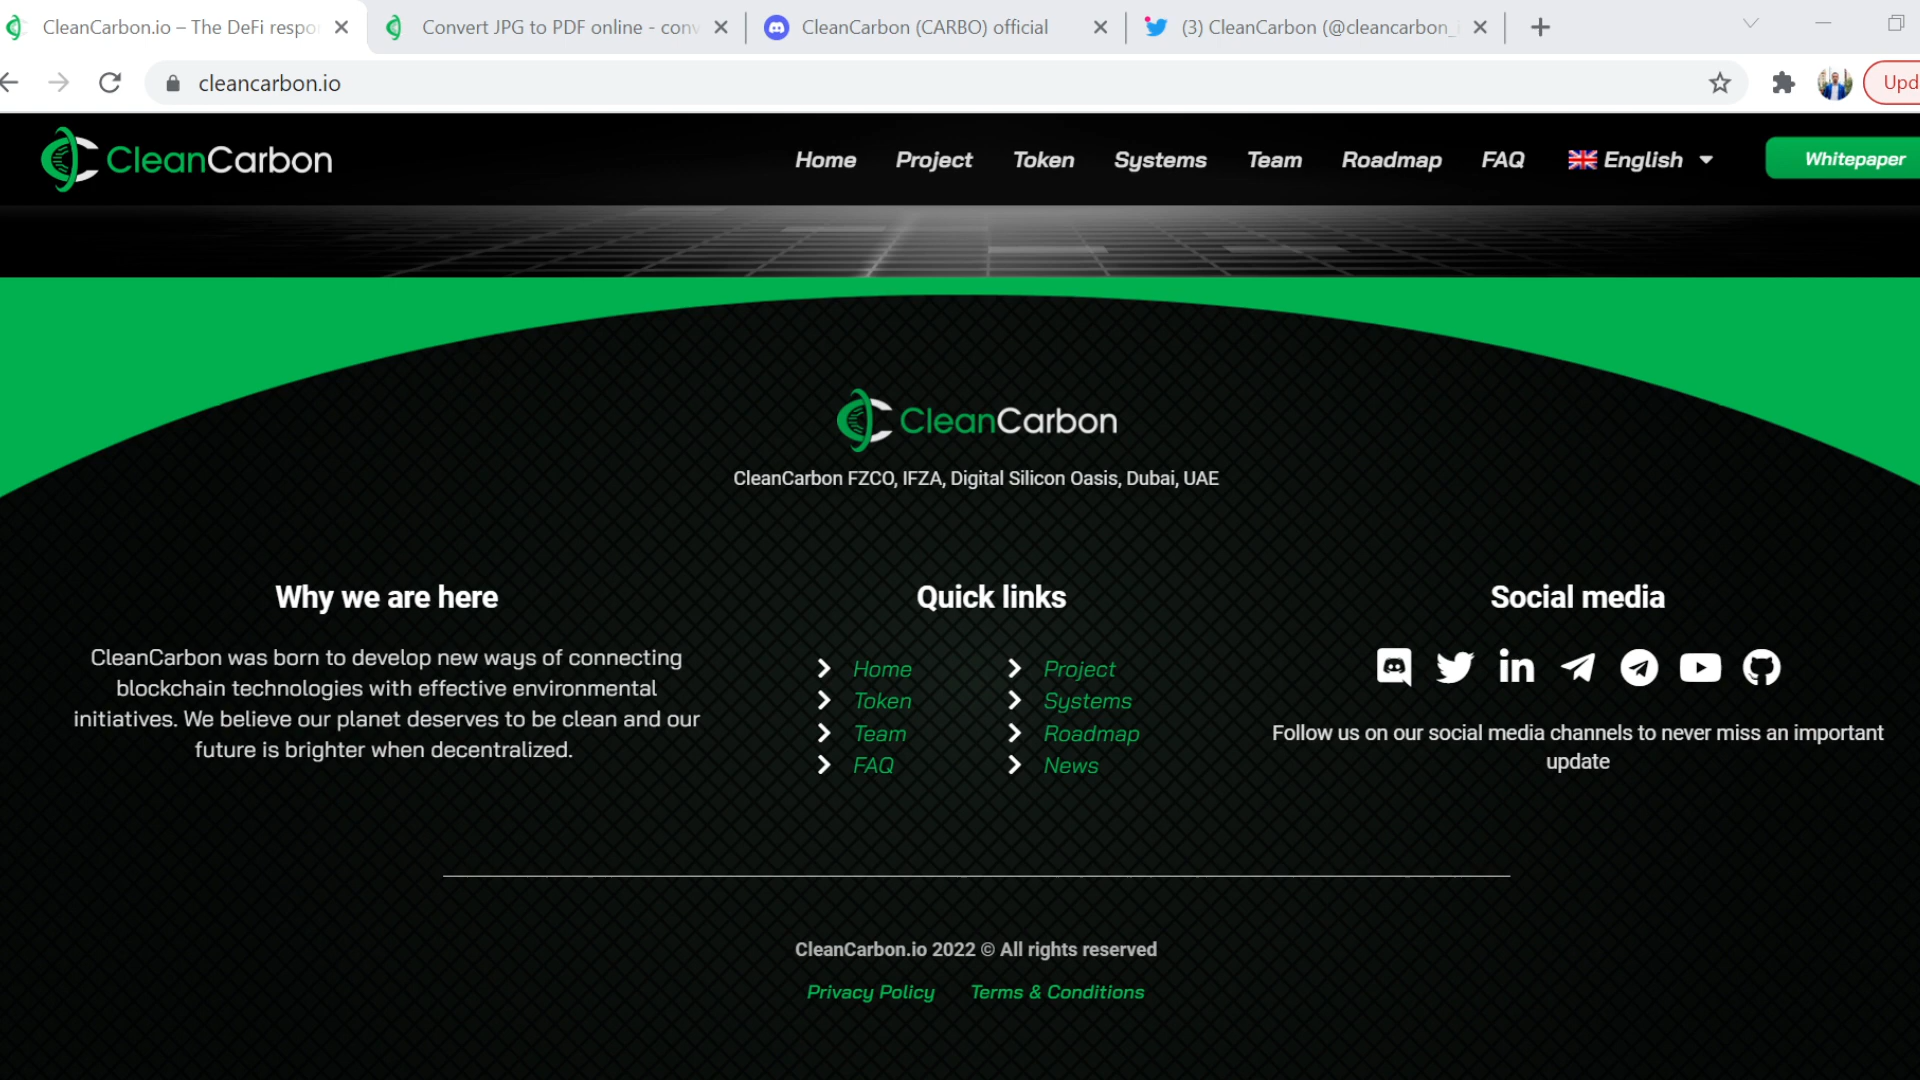 CleanCarbon.io – The DeFi respo
Convert JPG to PDF online - conv
CleanCarbon (CARBO) official
(3) CleanCarbon (@cleancarbon_i
cleancarbon.io
Upd
CleanCarbon
Home
Project
Token
Systems
Team
Roadmap
FAQ
English
Whitepaper
CleanCarbon
CleanCarbon FZCO, IFZA, Digital Silicon Oasis, Dubai, UAE
Why we are here
CleanCarbon was born to develop new ways of connecting
blockchain technologies with effective environmental
initiatives. We believe our planet deserves to be clean and our
future is brighter when decentralized.
Quick links
Home
Project
Token
Systems
Team
Roadmap
FAQ
News
Social media
Follow us on our social media channels to never miss an important
update
CleanCarbon.io 2022 © All rights reserved
Privacy Policy
Terms & Conditions